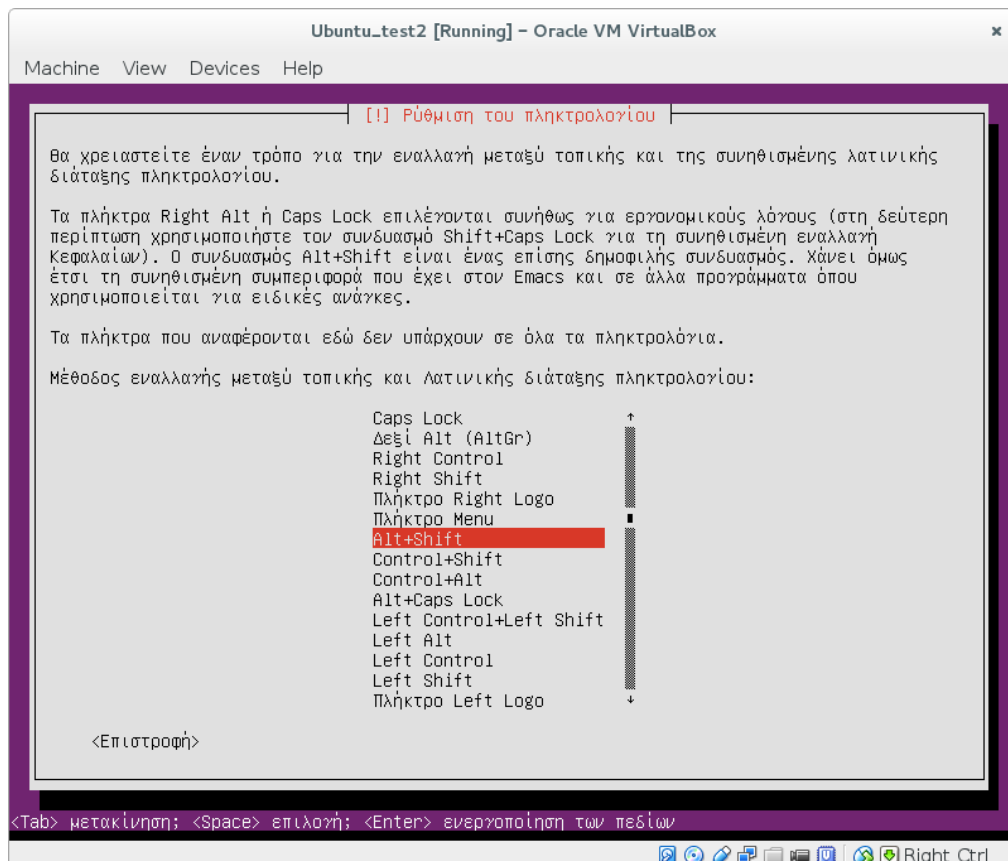 Ubuntu_test2 [Running] – Oracle VM VirtualBox
Machine View Devices Help
[!] Ρύθμιση του πληκτρολογίου
Θα χρειαστείτε έναν τρόπο για την εναλλαγή μεταξύ τοπικής και της συνηθισμένης λατινικής
διάταξης πληκτρολογίου.
Τα πλήκτρα Right Alt ή Caps Lock επιλέγονται συνήθως για εργονομικούς λόγους (στη δεύτερη
περίπτωση χρησιμοποιήστε τον συνδυασμό Shift+Caps Lock για τη συνηθισμένη εναλλαγή
Κεφαλαίων). Ο συνδυασμός Alt+Shift είναι ένας επίσης δημοφιλής συνδυασμός. Χάνει όμως
έτσι τη συνηθισμένη συμπεριφορά που έχει στον Emacs και σε άλλα προγράμματα όπου
χρησιμοποιείται για ειδικές ανάγκες.
Τα πλήκτρα που αναφέρονται εδώ δεν υπάρχουν σε όλα τα πληκτρολόγια.
Μέθοδος εναλλαγής μεταξύ τοπικής και Λατινικής διάταξης πληκτρολογίου:
Caps Lock
Δεξί Alt (AltGr)
Right Control
Right Shift
Πλήκτρο Right Logo
Πλήκτρο Menu
Alt+Shift
Control+Shift
Control+Alt
Alt+Caps Lock
Left Control+Left Shift
Left Alt
Left Control
Left Shift
Πλήκτρο Left Logo
<Επιστροφή>
<Tab> μετακίνηση; <Space> επιλογή; <Enter> ενεργοποίηση των πεδίων
Right Ctrl